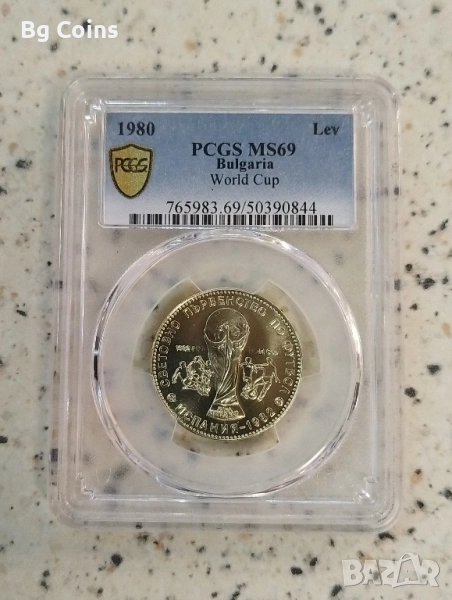 Bg Coins
1980
Lev
PCGS
PCGS MS69
Bulgaria
World Cup
765983.69/50390844
СВЕТОВНО ПЪРВЕНСТВО ПО ФУТБОЛ
ИСПАНИЯ-1982
bazar